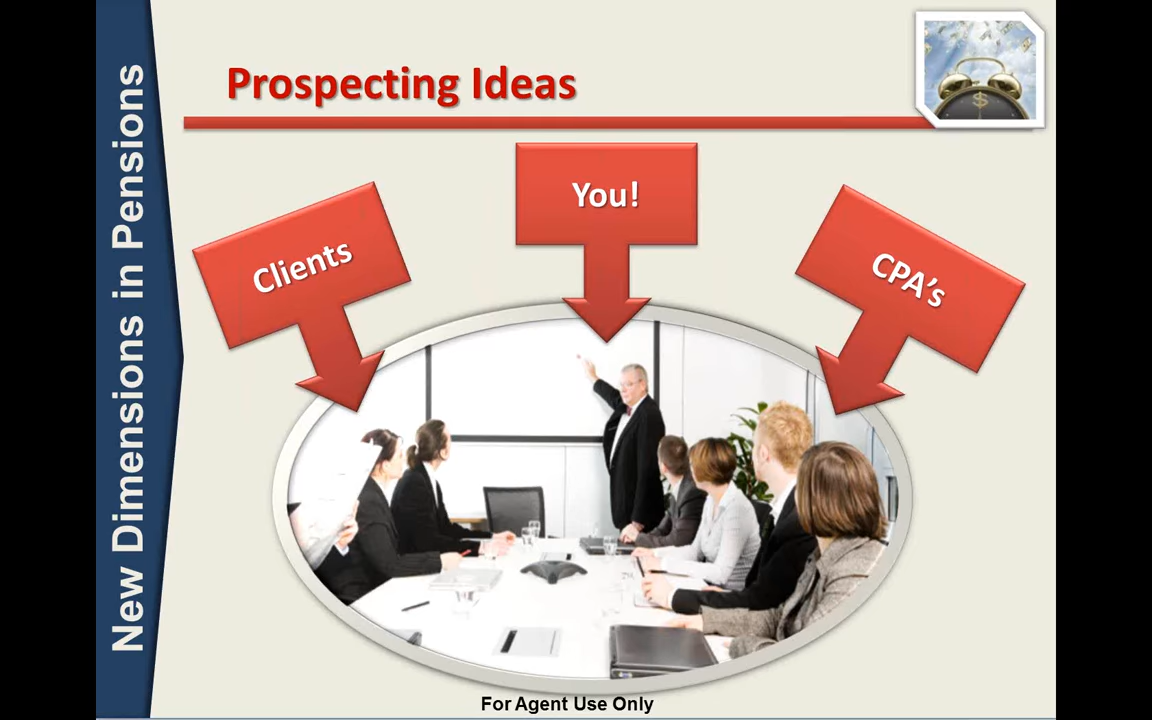 New Dimensions in Pensions
Prospecting Ideas
Clients
You!
CPA's
$
For Agent Use Only